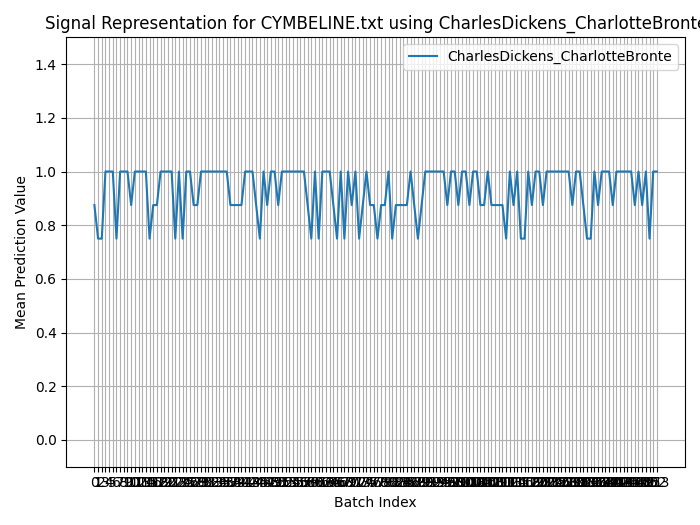 Signal Representation for CYMBELINE.txt using CharlesDickens_CharlotteBronte
CharlesDickens_CharlotteBronte
1.4
1.2
1.0
0.8
0.6
0.4
0.2
0.0
Mean Prediction Value
Batch Index